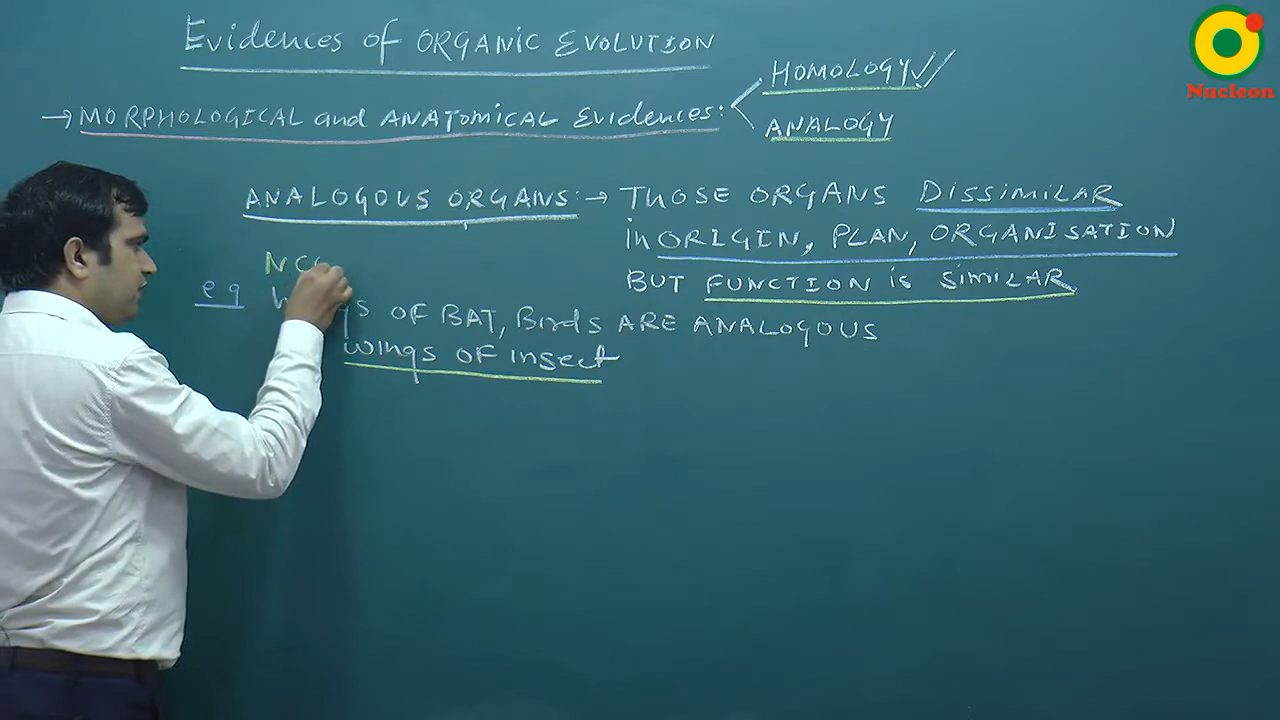 Evidences of ORGANIC EVOLUTION
→ MORPHOLOGICAL and ANATOMICAL Evidences:
HOMOLOGY ✓✓
ANALOGY
ANALOGOUS ORGANS:→ THOSE ORGANS DISSIMILAR
in ORIGIN, PLAN, ORGANISATION
BUT FUNCTION is SIMILAR
NC
eg
OF BAT, Birds ARE ANALOGOUS
wings OF insect
Nucleon